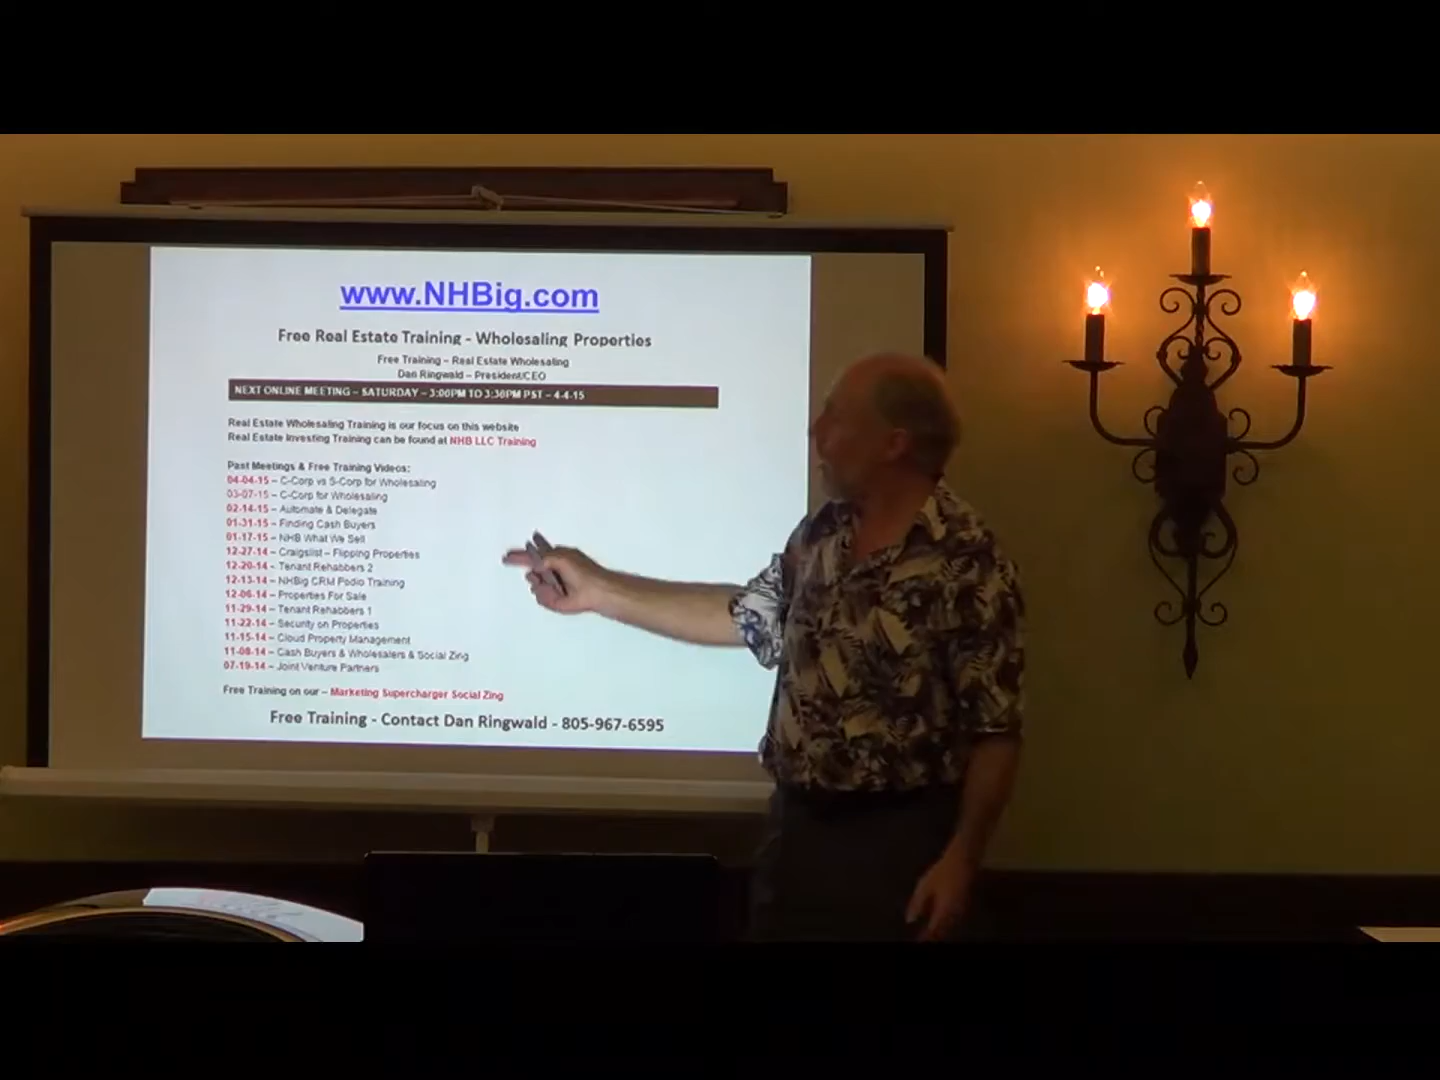 www.NHBig.com
Free Real Estate Training - Wholesaling Properties
Free Training – Real Estate Wholesaling
Dan Ringwald – President/CEO
NEXT ONLINE MEETING – SATURDAY – 3:00PM TO 3:30PM PST – 4-4-15
Real Estate Wholesaling Training is our focus on this website
Real Estate Investing Training can be found at NHB LLC Training
Past Meetings & Free Training Videos:
04-04-15 – C-Corp vs S-Corp for Wholesaling
03-07-15 – C-Corp for Wholesaling
02-14-15 – Automate & Delegate
01-31-15 – Finding Cash Buyers
01-17-15 – NHB What We Sell
12-27-14 – Craigslist – Flipping Properties
12-20-14 - Tenant Rehabbers 2
12-13-14 – NHBig CRM Podio Training
12-06-14 – Properties For Sale
11-29-14 – Tenant Rehabbers 1
11-22-14 – Security on Properties
11-15-14 – Cloud Property Management
11-08-14 – Cash Buyers & Wholesalers & Social Zing
07-19-14 – Joint Venture Partners
Free Training on our – Marketing Supercharger Social Zing
Free Training - Contact Dan Ringwald - 805-967-6595